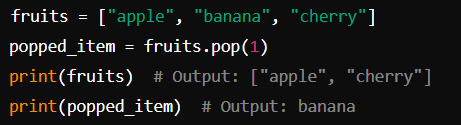 fruits = ["apple", "banana", "cherry"]
popped_item = fruits.pop(1)
print(fruits)  # Output: ["apple", "cherry"]
print(popped_item)  # Output: banana